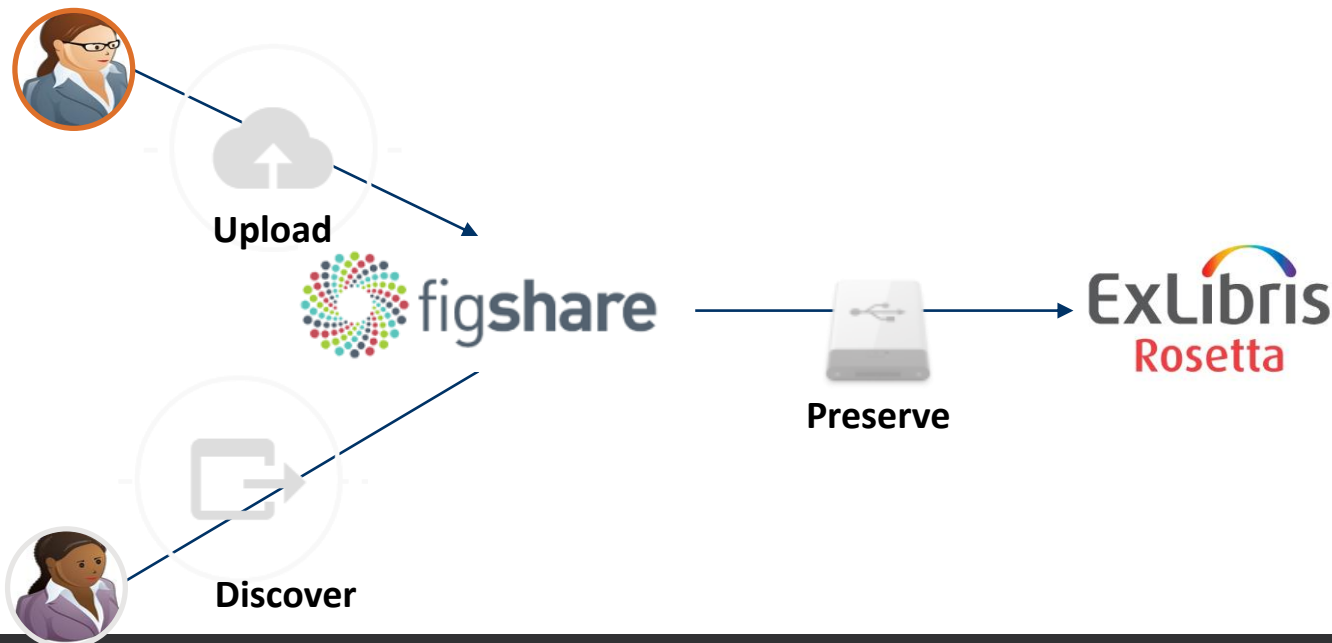 Upload
figshare
ExLibris
Rosetta
Preserve
Discover